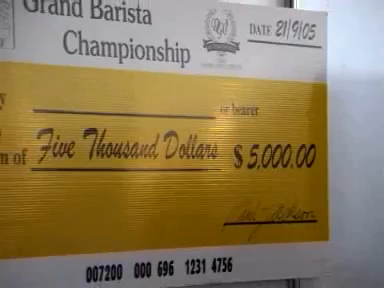 Grand Barista
Championship
DATE 21/9/05
y
or bearer
m of Five Thousand Dollars $5,000.00
007200 000 696 1231 4756